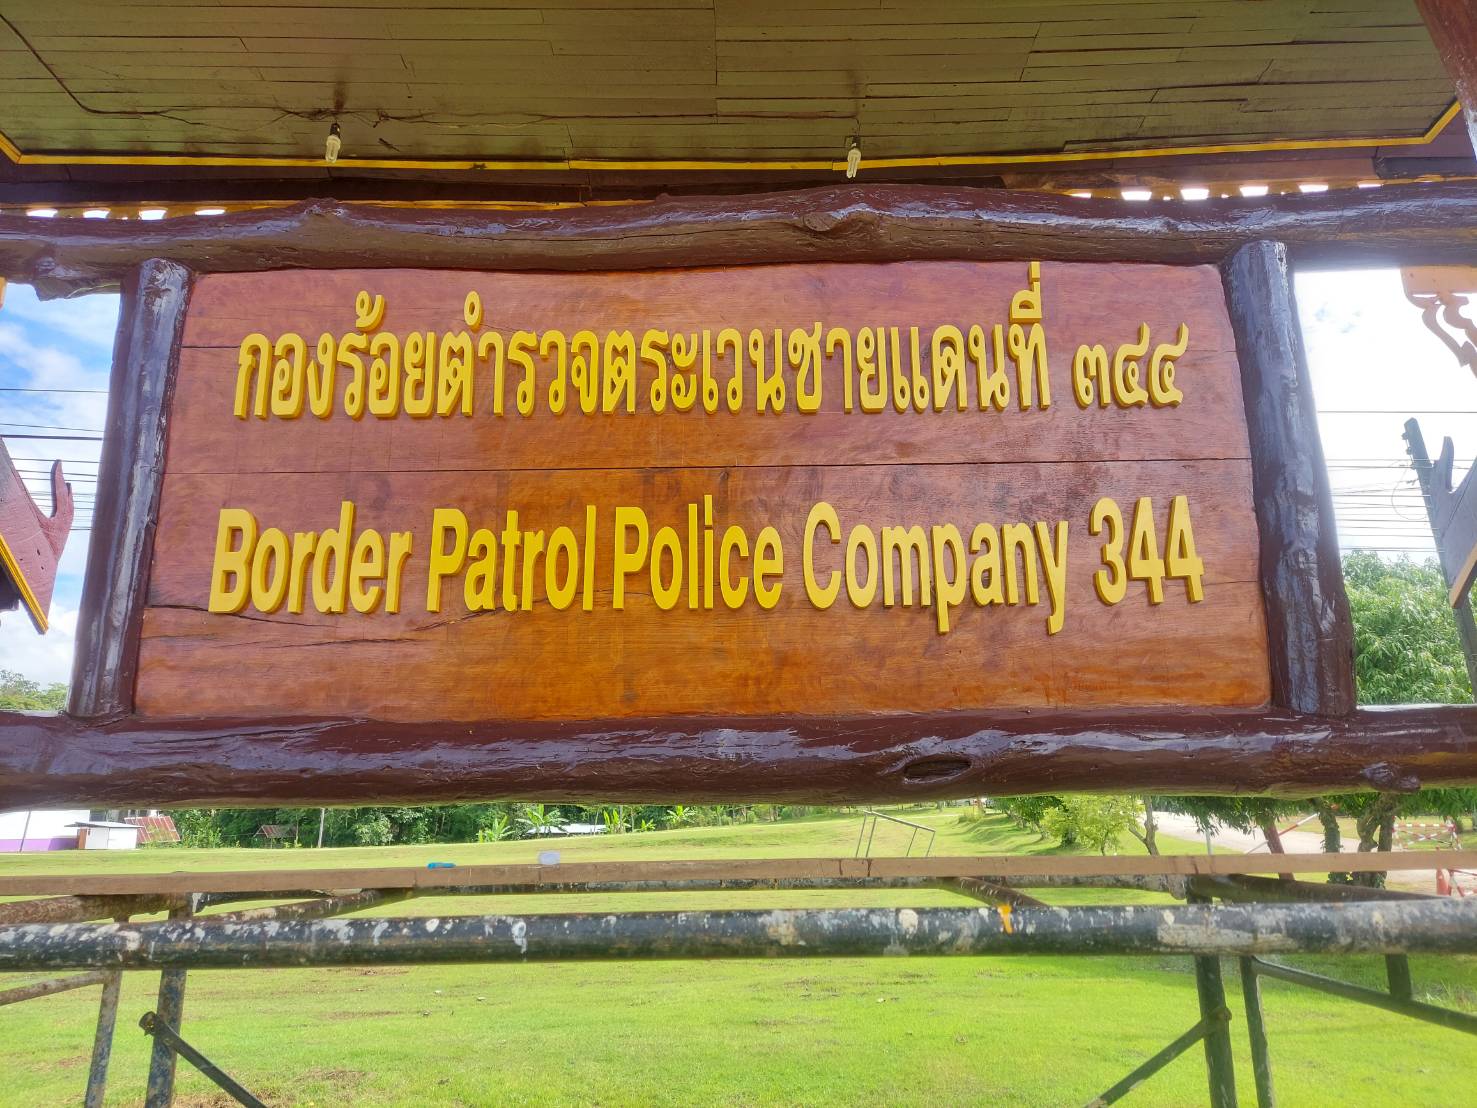 กองร้อยตำรวจตระเวนชายแดนที่ ๓๔๔
Border Patrol Police Company 344